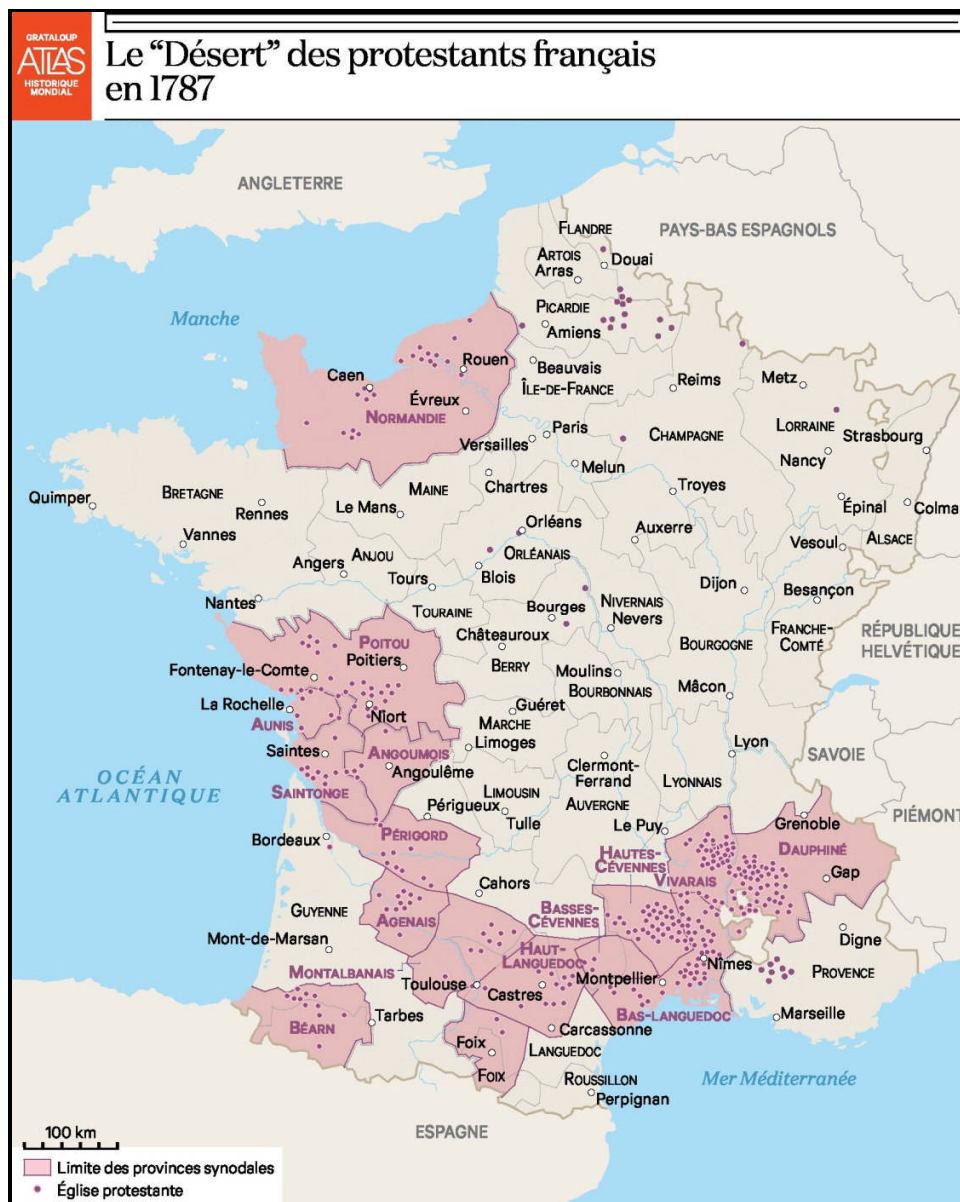 GRATALOUP
ATLAS
HISTORIQUE
MONDIAL
Le “Désert” des protestants français
en 1787
ANGLETERRE
FLANDRE
PAYS-BAS ESPAGNOLS
ARTOIS
Douai
Arras
Manche
PICARDIE
Amiens
Rouen
Beauvais
Caen
Reims
Metz
ÎLE-DE-FRANCE
Évreux
NORMANDIE
Paris
CHAMPAGNE
LORRAINE
Strasbourg
Versailles
Nancy
Melun
MAINE
Chartres
Troyes
Quimper
BRETAGNE
Rennes
Le Mans
Épinal
Colma
Orléans
Auxerre
Vannes
Vesoul
ALSACE
ORLÉANAIS
Angers
ANJOU
Blois
Tours
Dijon
Besançon
Nantes
TOURAINE
Bourges
NIVERNAIS
Nevers
FRANCHE-
COMTÉ
Châteauroux
BOURGOGNE
RÉPUBLIQUE
HELVÉTIQUE
POITOU
Poitiers
BERRY
Fontenay-le-Comte
Moulins
BOURBONNAIS
Mâcon
La Rochelle
Niort
Guéret
AUNIS
MARCHE
Limoges
Saintes
ANGOUMOIS
Lyon
SAVOIE
Angoulême
Clermont-
Ferrand
OCÉAN
ATLANTIQUE
SAINTONGE
LYONNAIS
LIMOUSIN
AUVERGNE
Périgueux
Tulle
Le Puy
Grenoble
PIÉMONT
Bordeaux
PÉRIGORD
HAUTES-
CÉVENNES
DAUPHINÉ
VIVARAIS
Gap
Cahors
GUYENNE
AGENAIS
BASSES-
CÉVENNES
Digne
Mont-de-Marsan
HAUT-
LANGUEDOC
Nîmes
MONTALBANAIS
Montpellier
PROVENCE
Toulouse
Castres
BAS-LANGUEDOC
Marseille
BÉARN
Tarbes
Carcassonne
Foix
LANGUEDOC
FOIX
ROUSSILLON
Perpignan
Mer Méditerranée
ESPAGNE
100 km
Limite des provinces synodales
Église protestante